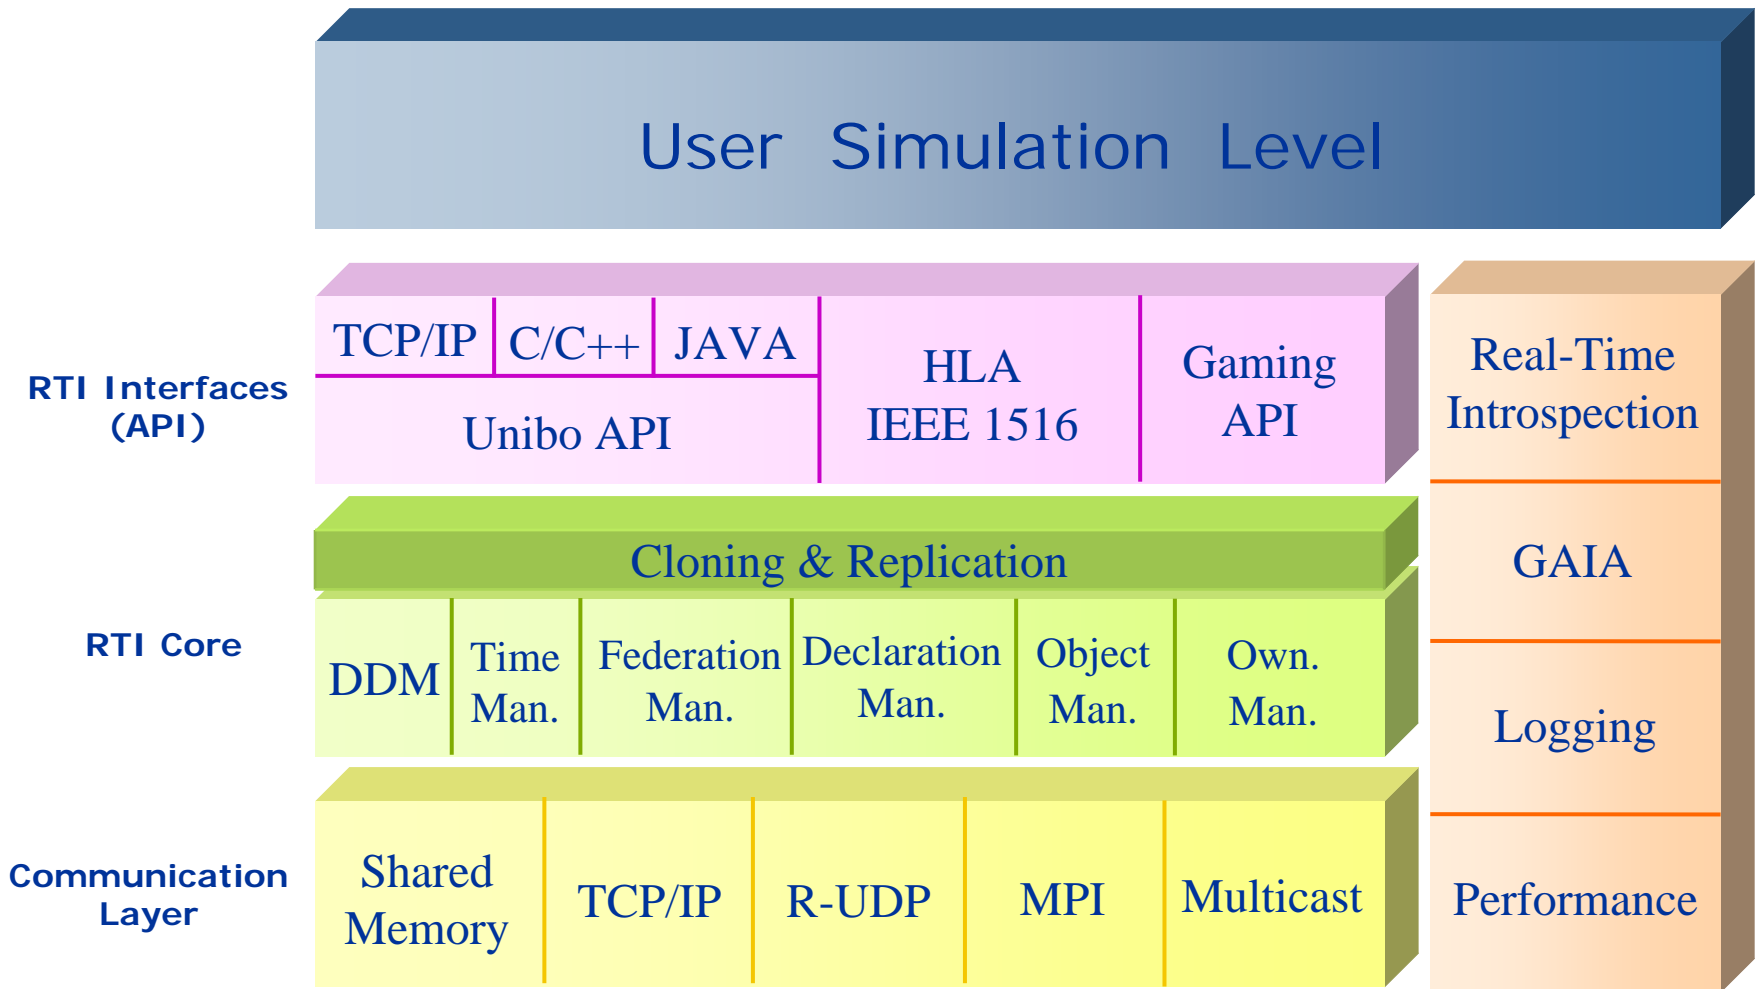 User Simulation Level
RTI Interfaces
(API)
TCP/IP
C/C++
JAVA
Unibo API
HLA
IEEE 1516
Gaming
API
Real-Time
Introspection
RTI Core
Cloning & Replication
DDM
Time
Man.
Federation
Man.
Declaration
Man.
Object
Man.
Own.
Man.
GAIA
Logging
Communication
Layer
Shared
Memory
TCP/IP
R-UDP
MPI
Multicast
Performance